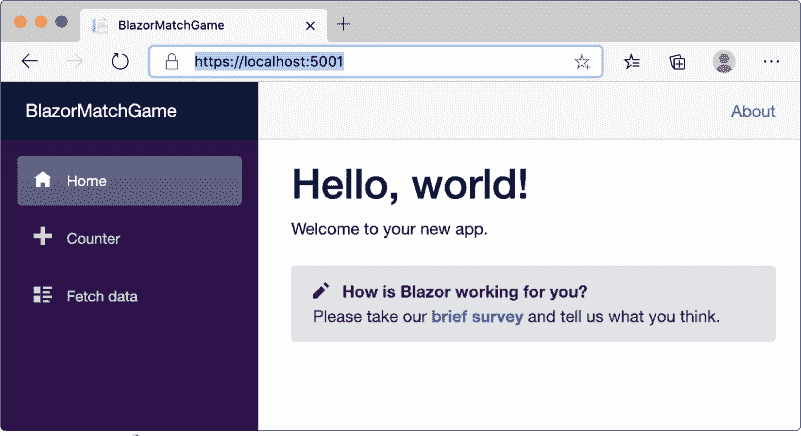 BlazorMatchGame
https://localhost:5001
BlazorMatchGame
About
Home
Counter
Fetch data
Hello, world!
Welcome to your new app.
How is Blazor working for you?
Please take our brief survey and tell us what you think.